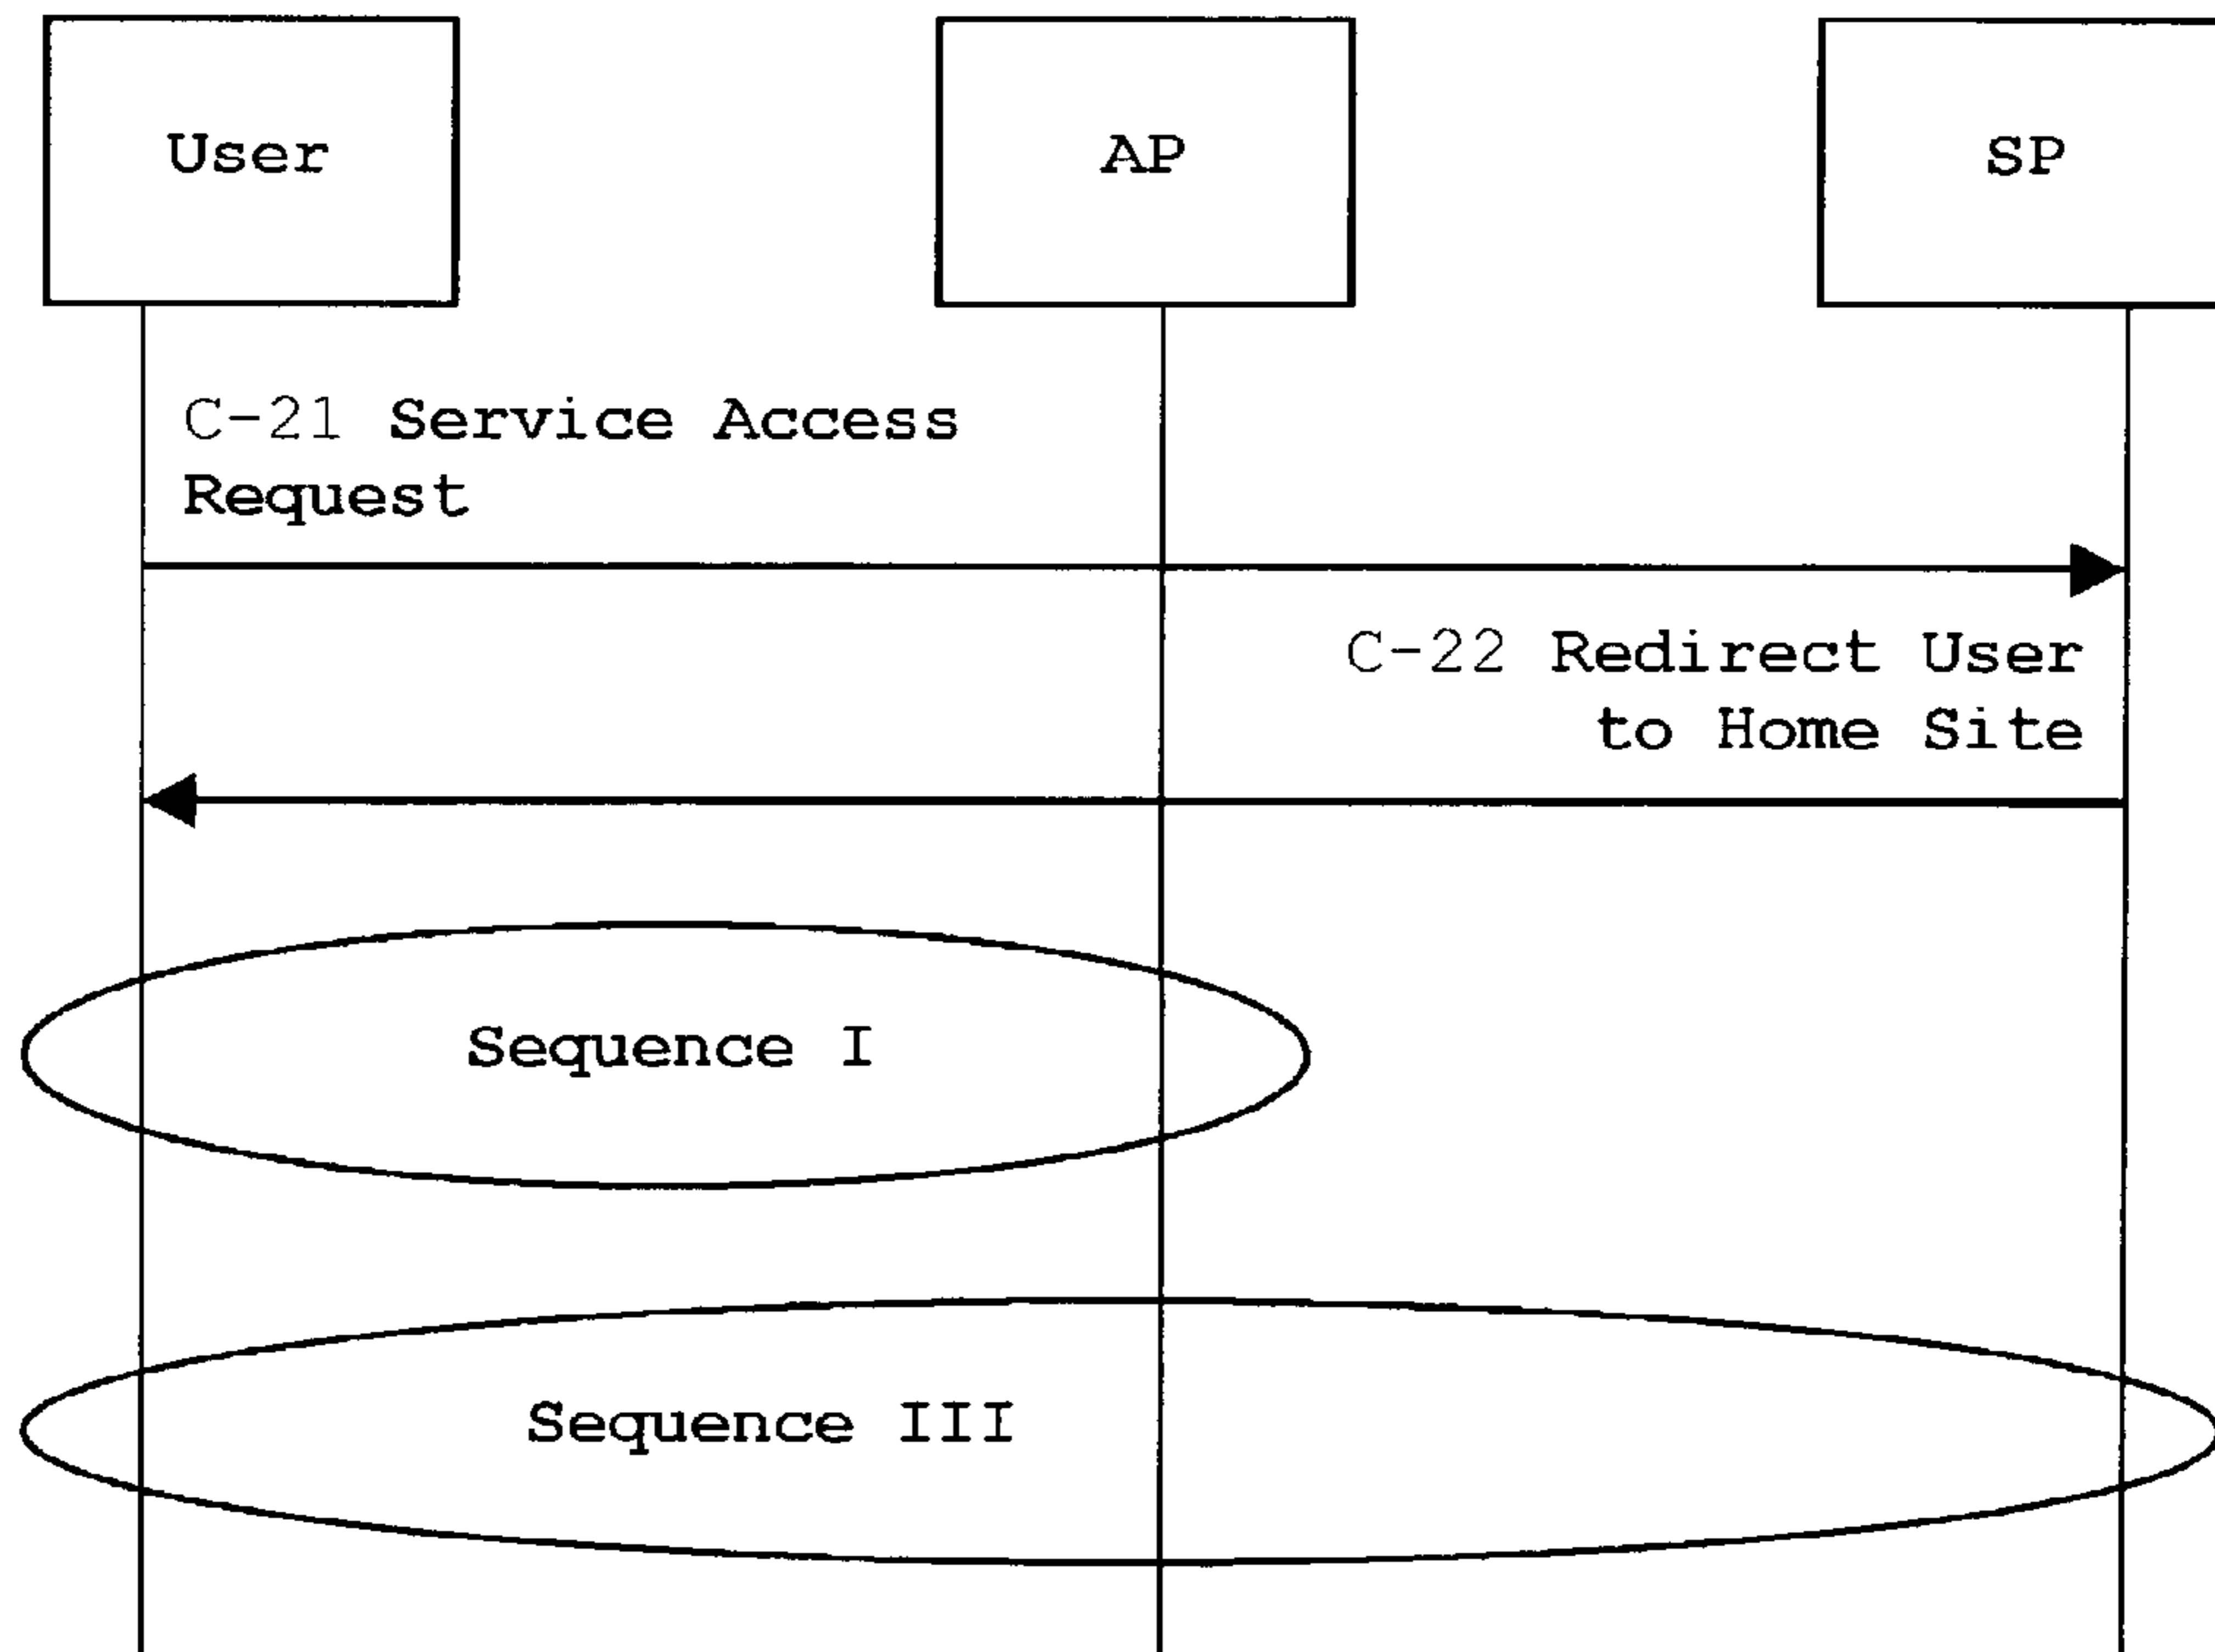 User
AP
SP
C-21 Service Access
Request
C-22 Redirect User
to Home Site
Sequence I
Sequence III